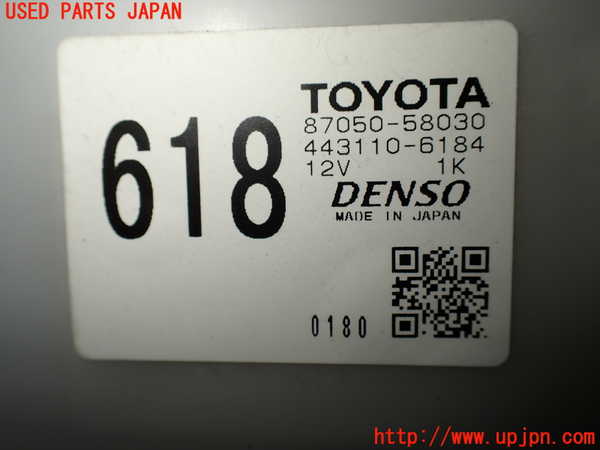 USED PARTS JAPAN
618
TOYOTA
87050-58030
443110-6184
12V 1K
DENSO
MADE IN JAPAN
0180
http://www.upjpn.com/